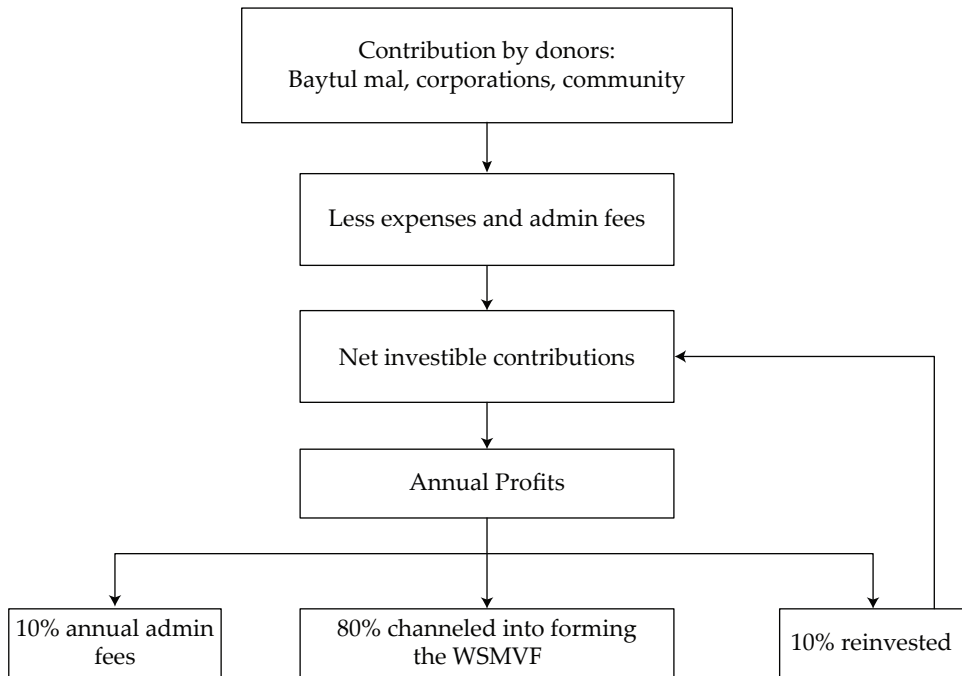 Contribution by donors:
Baytul mal, corporations, community
Less expenses and admin fees
Net investible contributions
Annual Profits
10% annual admin
fees
80% channeled into forming
the WSMVF
10% reinvested